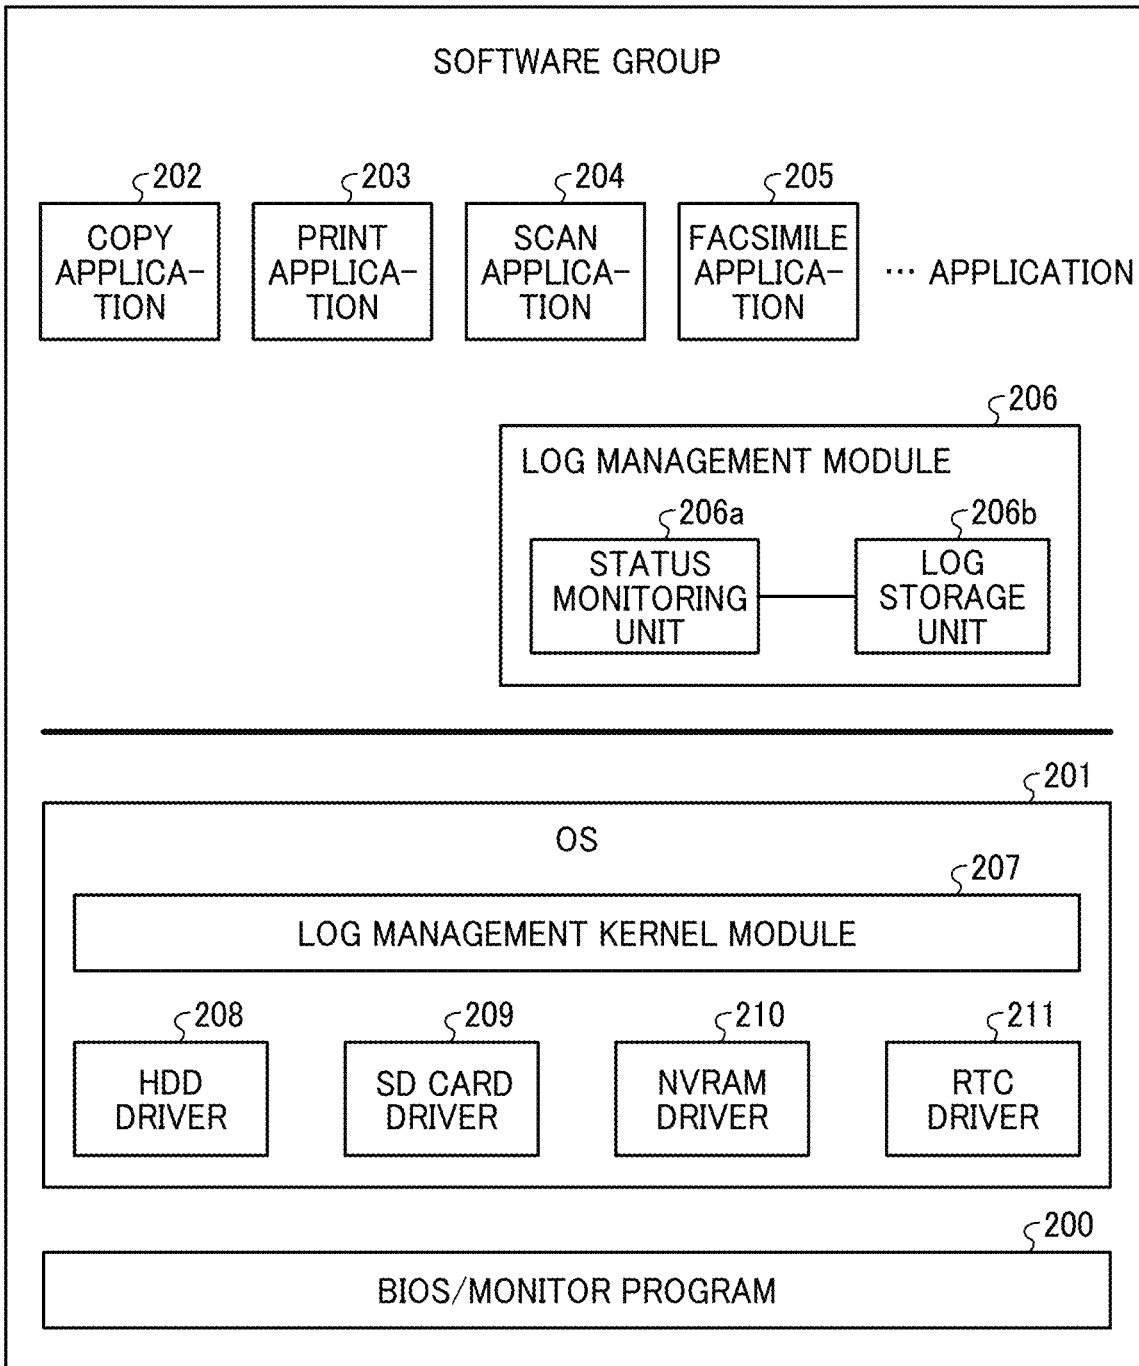 SOFTWARE GROUP
202
COPY
APPLICA-
TION
203
PRINT
APPLICA-
TION
204
SCAN
APPLICA-
TION
205
FACSIMILE
APPLICA-
TION
... APPLICATION
206
LOG MANAGEMENT MODULE
206a
STATUS
MONITORING
UNIT
206b
LOG
STORAGE
UNIT
201
OS
207
LOG MANAGEMENT KERNEL MODULE
208
HDD
DRIVER
209
SD CARD
DRIVER
210
NVRAM
DRIVER
211
RTC
DRIVER
200
BIOS/MONITOR PROGRAM